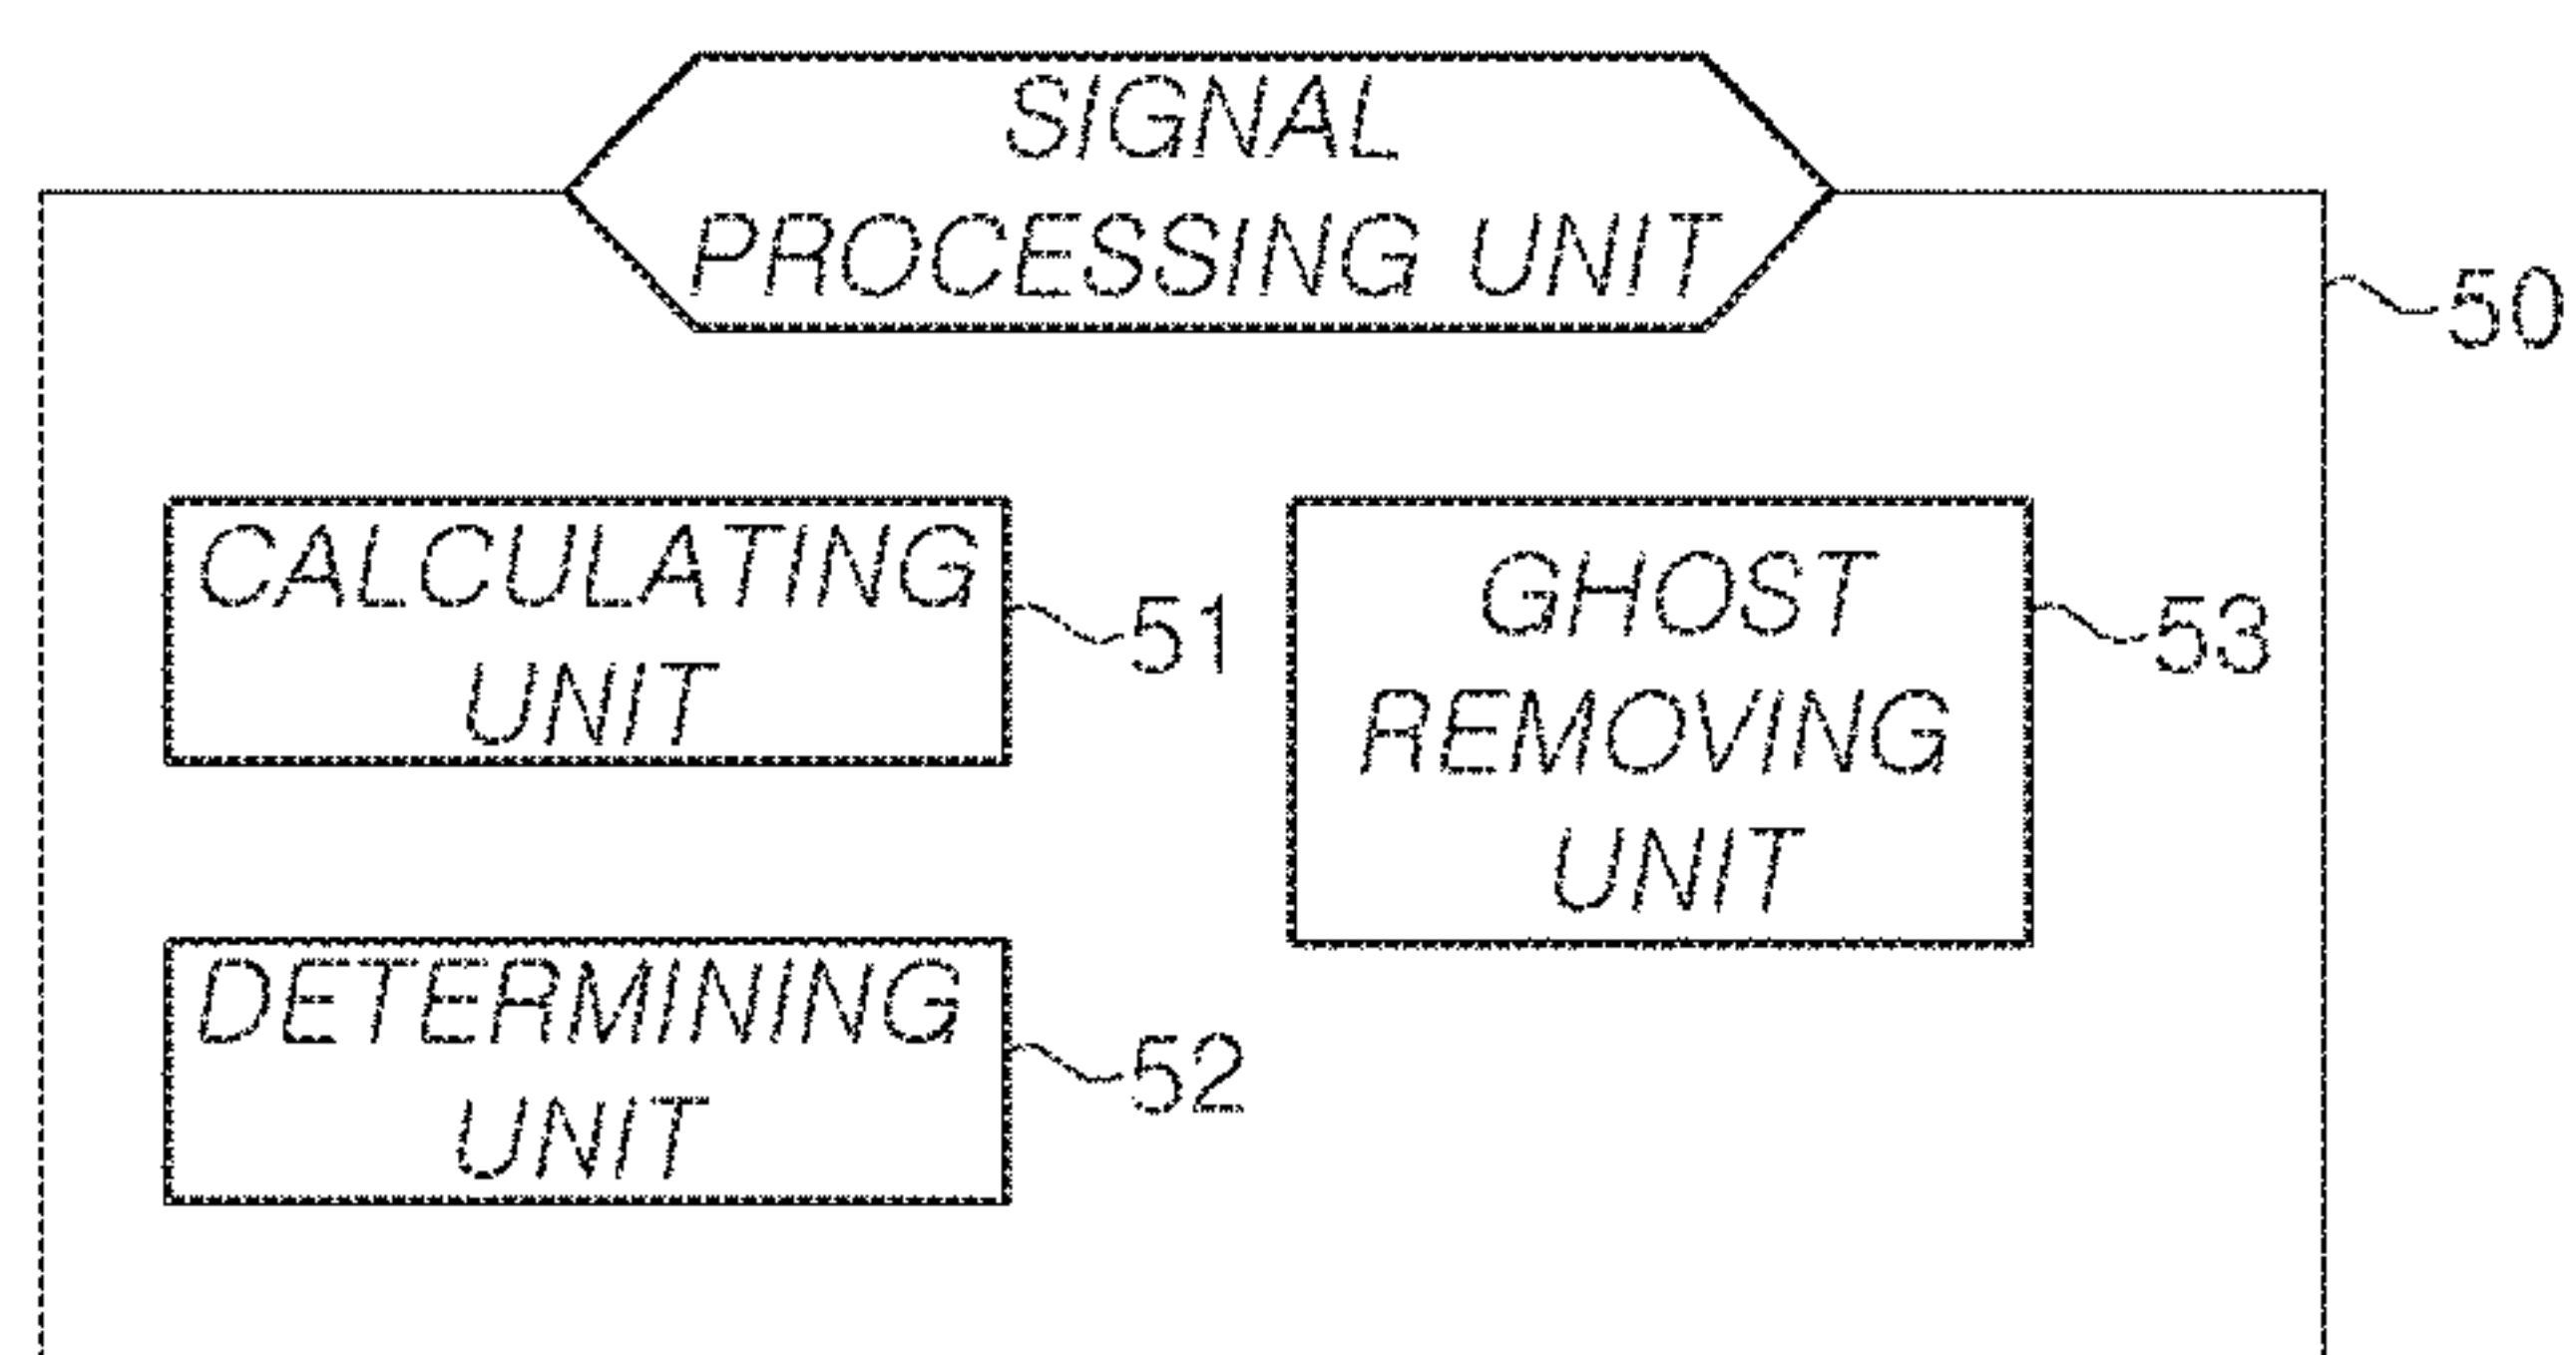 SIGNAL
PROCESSING UNIT
50
CALCULATING
UNIT
51
GHOST
REMOVING
UNIT
53
DETERMINING
UNIT
52